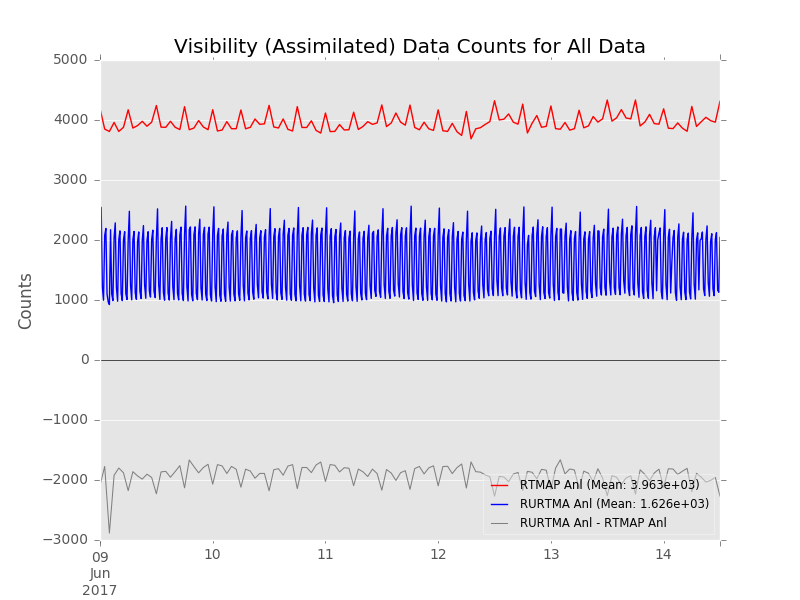 Visibility (Assimilated) Data Counts for All Data
5000
4000
3000
2000
1000
0
−1000
−2000
−3000
Counts
RTMAP Anl (Mean: 3.963e+03)
RURTMA Anl (Mean: 1.626e+03)
RURTMA Anl - RTMAP Anl
09 10 11 12 13 14
Jun
2017